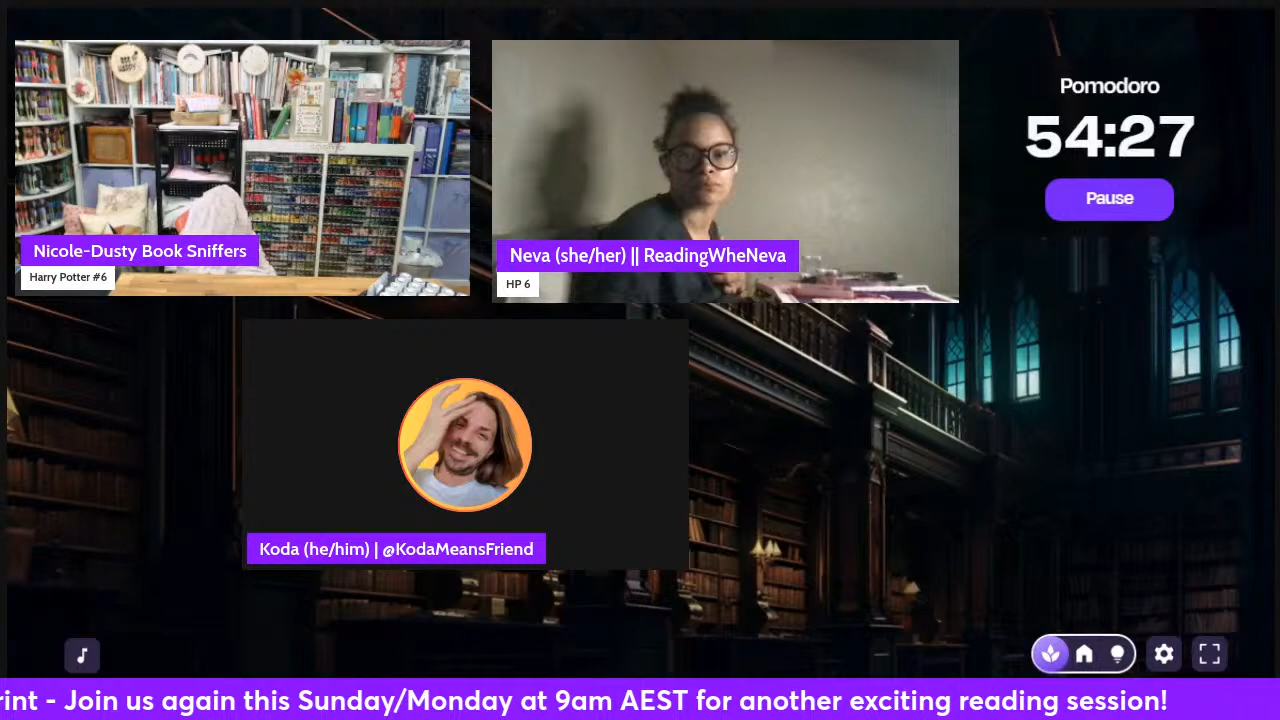 Pomodoro
54:27
Pause
Nicole-Dusty Book Sniffers
Harry Potter #6
Neva (she/her) || ReadingWheNeva
HP 6
Koda (he/him) | @KodaMeansFriend
rint - Join us again this Sunday/Monday at 9am AEST for another exciting reading session!